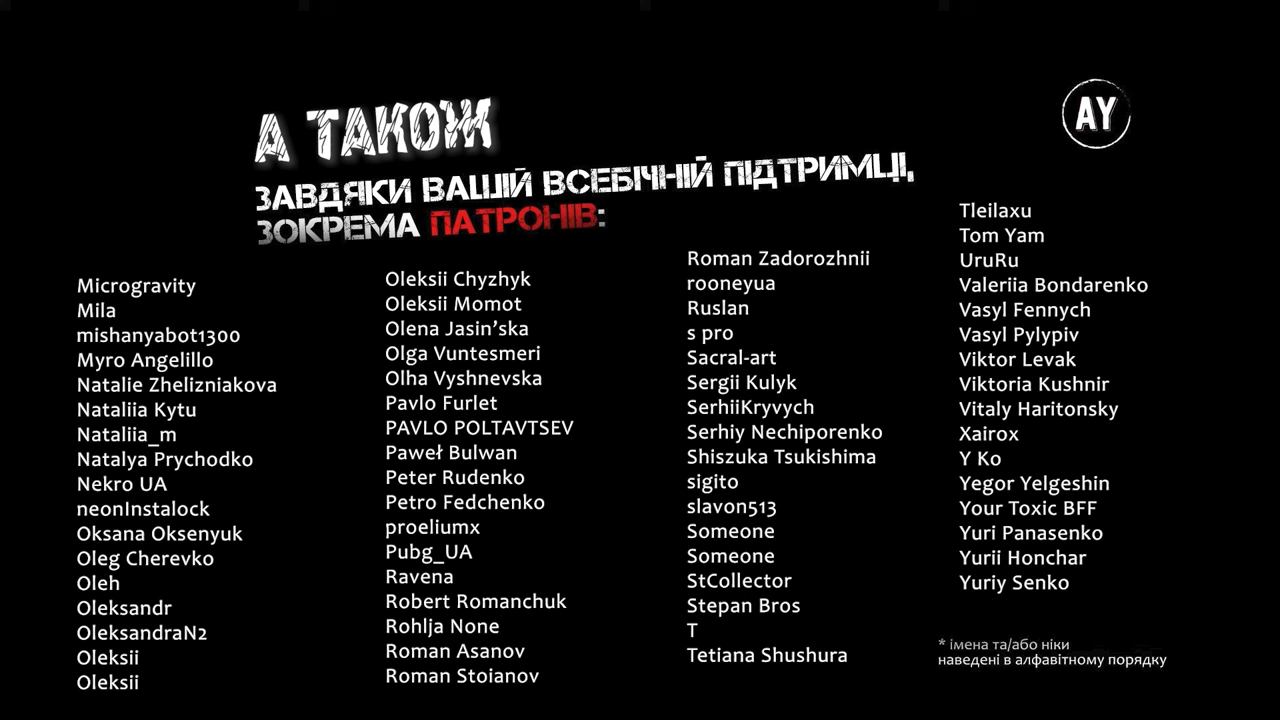 А ТАКОЖ
ЗАВДЯКИ ВАШІЙ ВСЕБІЧНІЙ ПІДТРИМЦІ,
ЗОКРЕМА ПАТРОНІВ:
АУ
Microgravity
Mila
mishanyabot1300
Myro Angelillo
Natalie Zhelizniakova
Nataliia Kytu
Nataliia_m
Natalya Prychodko
Nekro UA
neonInstalock
Oksana Oksenyuk
Oleg Cherevko
Oleh
Oleksandr
OleksandraN2
Oleksii
Oleksii
Oleksii Chyzhyk
Oleksii Momot
Olena Jasin’ska
Olga Vuntesmeri
Olha Vyshnevska
Pavlo Furlet
PAVLO POLTAVTSEV
Paweł Bulwan
Peter Rudenko
Petro Fedchenko
proeliumx
Pubg_UA
Ravena
Robert Romanchuk
Rohlja None
Roman Asanov
Roman Stoianov
Roman Zadorozhnii
rooneyua
Ruslan
s pro
Sacral-art
Sergii Kulyk
SerhiiKryvych
Serhiy Nechiporenko
Shiszuka Tsukishima
sigito
slavon513
Someone
Someone
StCollector
Stepan Bros
T
Tetiana Shushura
Tleilaxu
Tom Yam
UruRu
Valeriia Bondarenko
Vasyl Fennych
Vasyl Pylypiv
Viktor Levak
Viktoria Kushnir
Vitaly Haritonsky
Xairox
Y Ko
Yegor Yelgeshin
Your Toxic BFF
Yuri Panasenko
Yurii Honchar
Yuriy Senko
* імена та/або ніки
наведені в алфавітному порядку